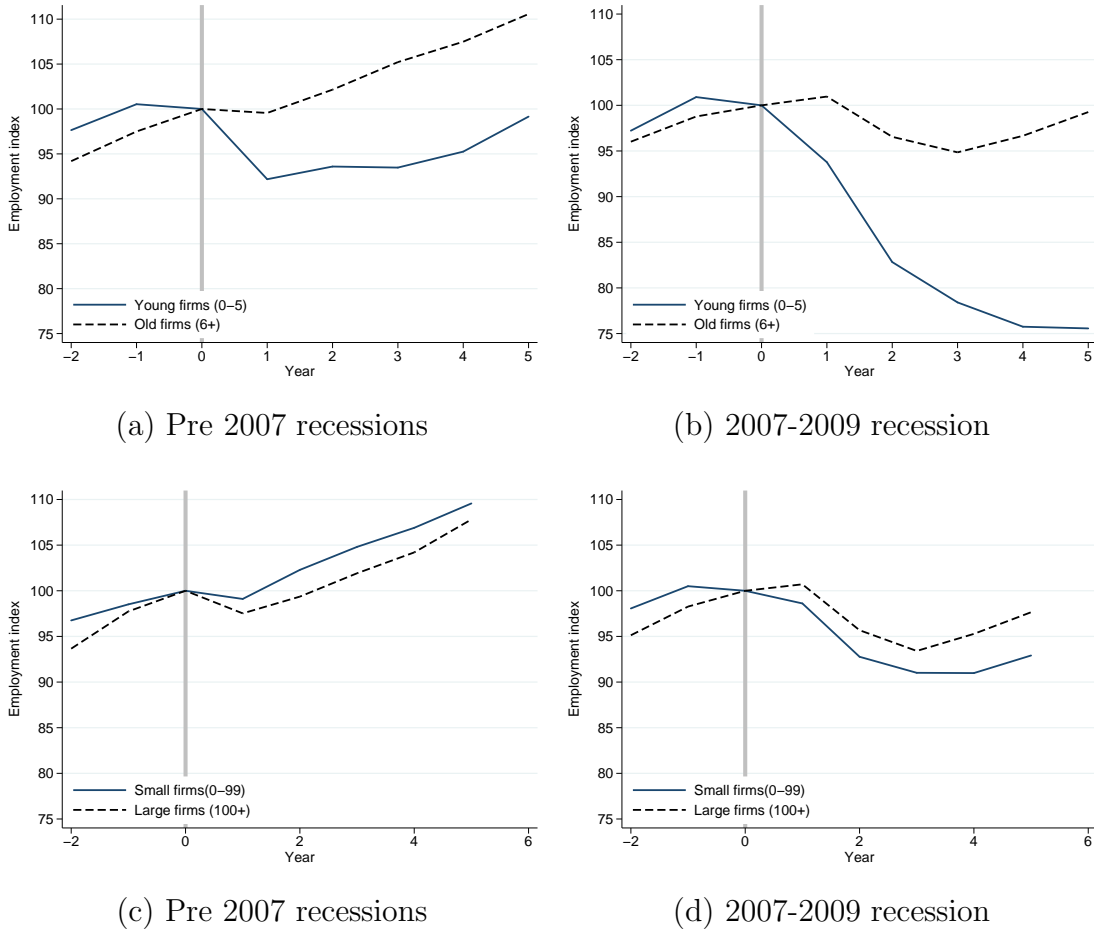 110
105
100
95
90
85
80
75
Employment index
Young firms (0−5)
Old firms (6+)
−2 −1 0 1 2 3 4 5
Year
(a) Pre 2007 recessions
110
105
100
95
90
85
80
75
Employment index
Young firms (0−5)
Old firms (6+)
−2 −1 0 1 2 3 4 5
Year
(b) 2007-2009 recession
110
105
100
95
90
85
80
75
Employment index
Small firms(0−99)
Large firms (100+)
−2 0 2 4 6
Year
(c) Pre 2007 recessions
110
105
100
95
90
85
80
75
Employment index
Small firms(0−99)
Large firms (100+)
−2 0 2 4 6
Year
(d) 2007-2009 recession